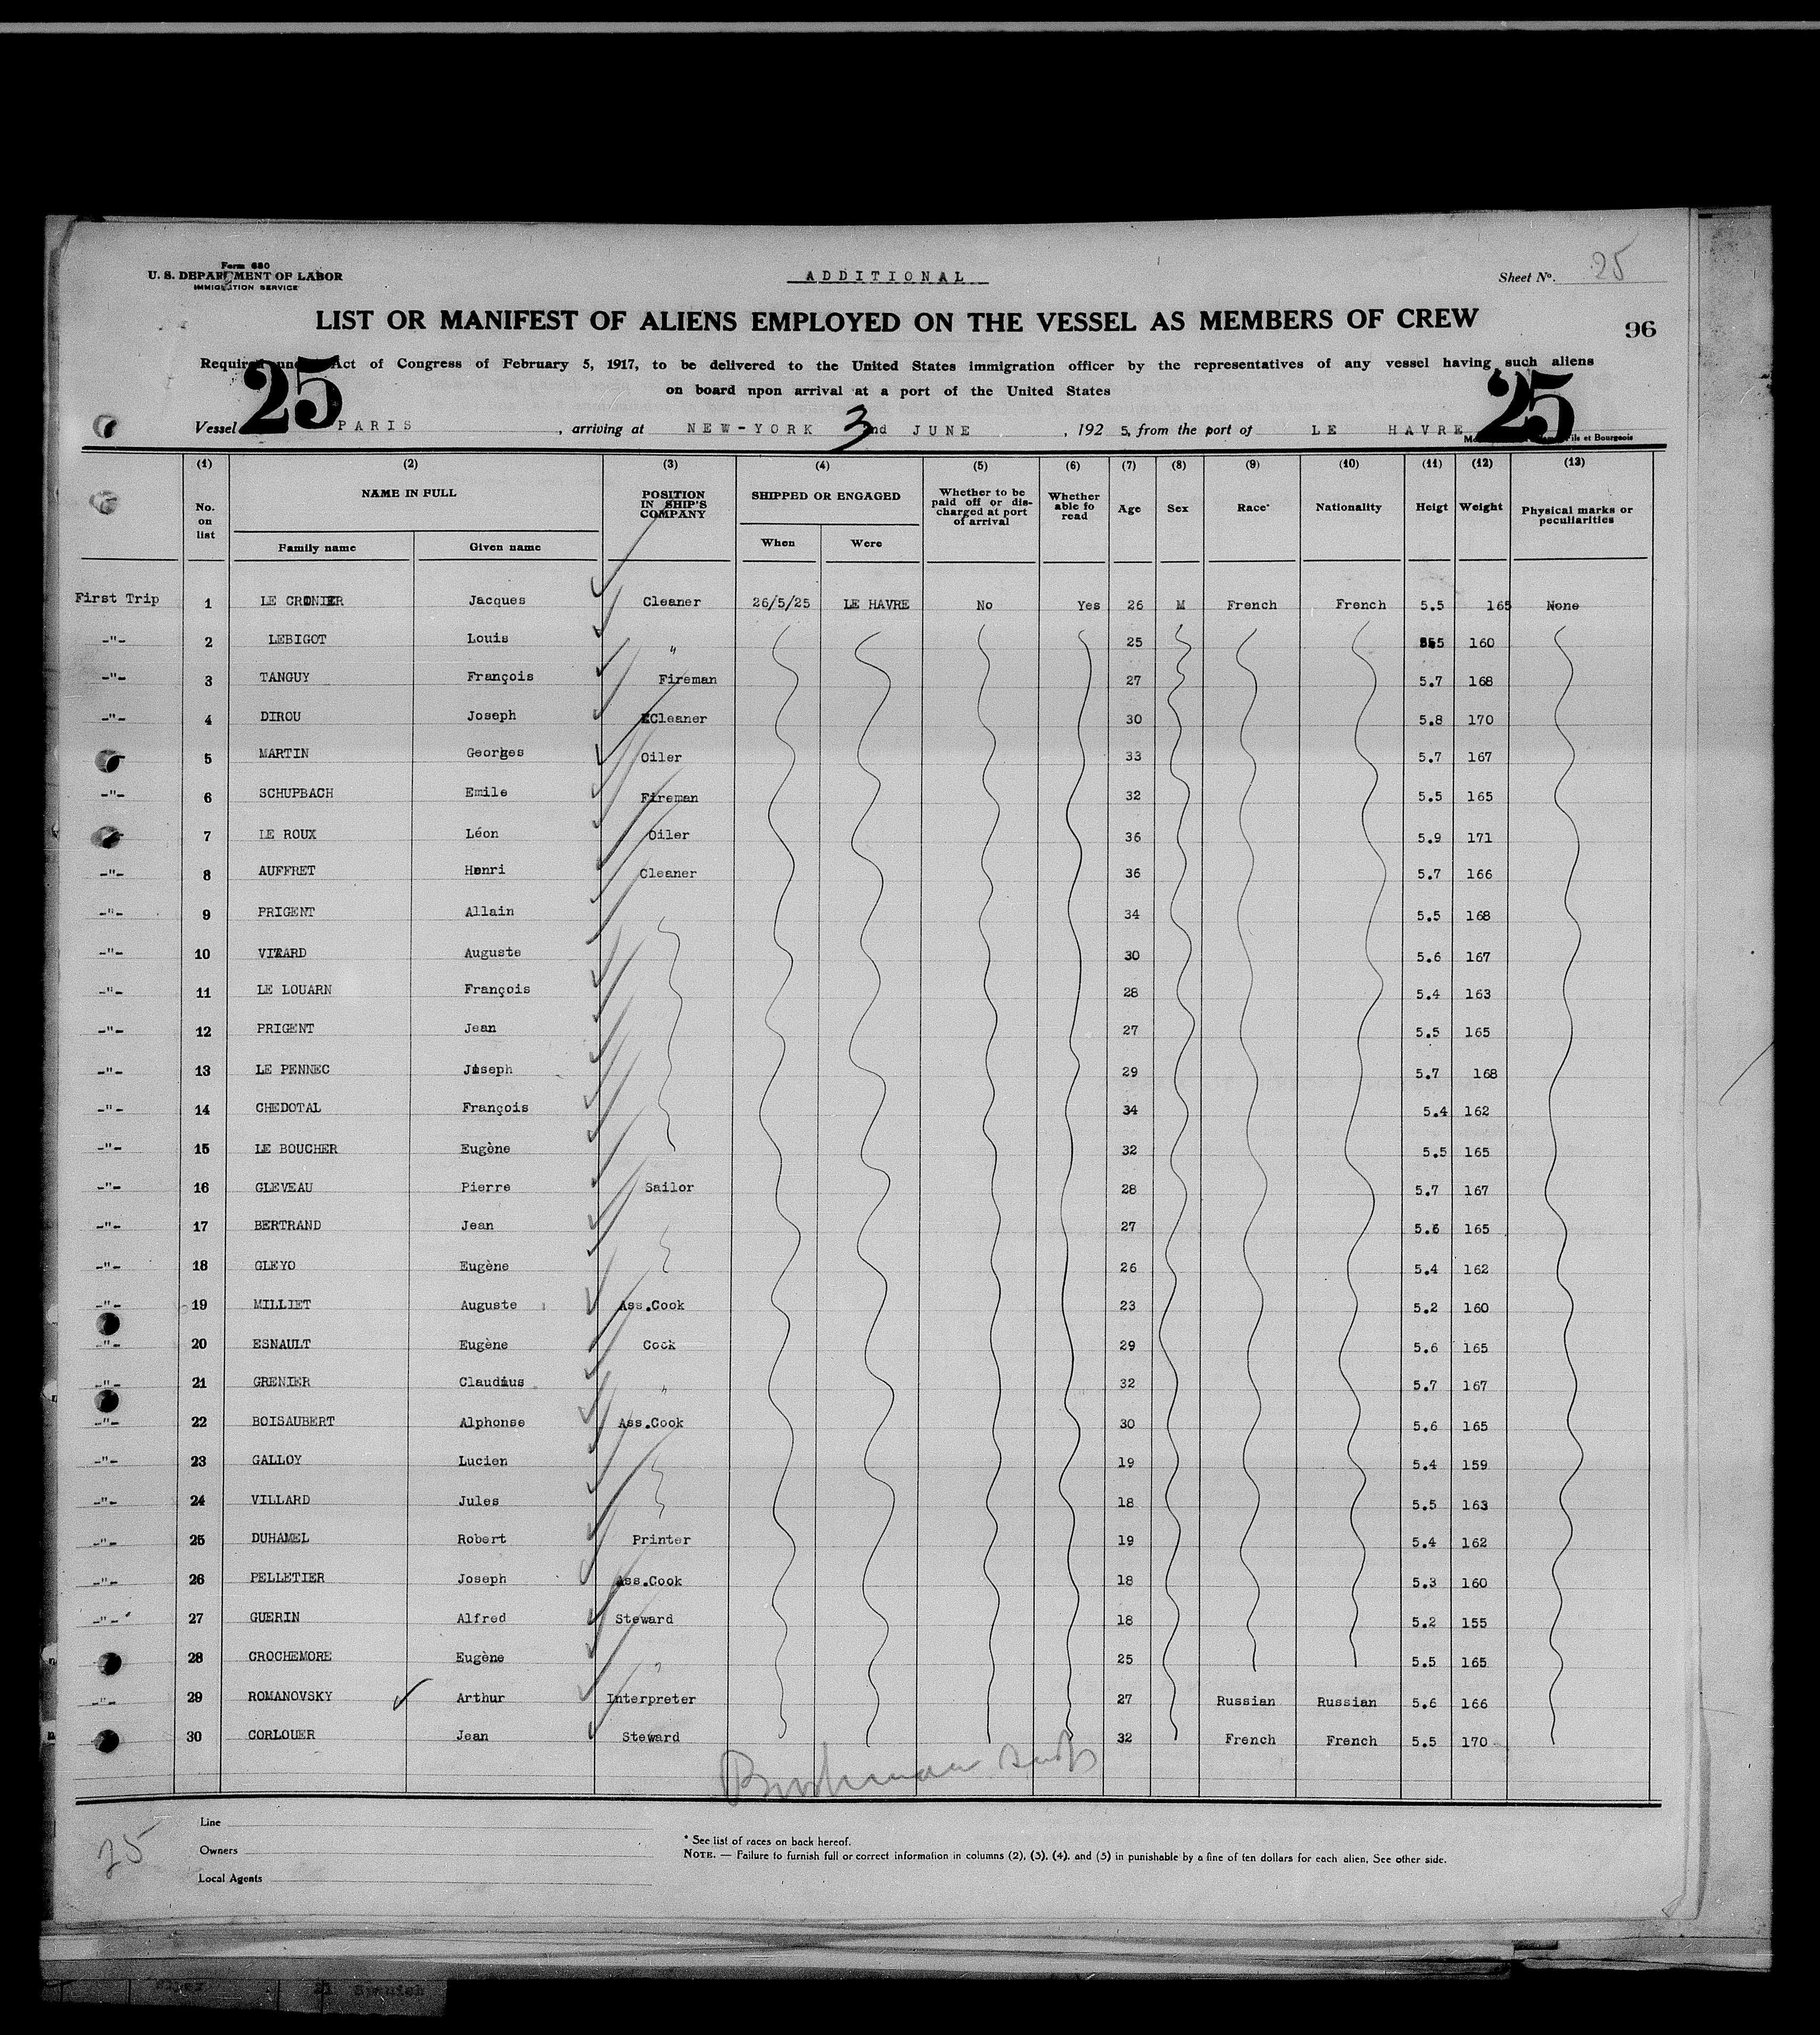 Form 680
U. S. DEPARTMENT OF LABOR
IMMIGRATION SERVICE
ADDITIONAL
Sheet No. 25
LIST OR MANIFEST OF ALIENS EMPLOYED ON THE VESSEL AS MEMBERS OF CREW
96
Required under Act of Congress of February 5, 1917, to be delivered to the United States immigration officer by the representatives of any vessel having such aliens
on board npon arrival at a port of the United States
25 25
Vessel PARIS , arriving at NEW-YORK 3 nd JUNE , 192 5, from the port of LE HAVRE
Fils et Bourgeois
(1) (2) (3) (4) (5) (6) (7) (8) (9) (10) (11) (12) (13)
No. on list NAME IN FULL POSITION IN SHIP'S COMPANY SHIPPED OR ENGAGED Whether to be paid off or discharged at port of arrival Whether able to read Age Sex Race* Nationality Heigt Weight Physical marks or peculiarities
Family name Given name When Were
First Trip 1 LE CRONIER Jacques Cleaner 26/5/25 LE HAVRE No Yes 26 M French French 5.5 165 None
-"- 2 LEBIGOT Louis " 25 5.5 160
-"- 3 TANGUY François Fireman 27 5.7 168
-"- 4 DIROU Joseph Cleaner 30 5.8 170
5 MARTIN Georges Oiler 33 5.7 167
-"- 6 SCHUPBACH Emile Fireman 32 5.5 165
7 LE ROUX Léon Oiler 36 5.9 171
-"- 8 AUFFRET Henri Cleaner 36 5.7 166
-"- 9 PRIGENT Allain 34 5.5 168
-"- 10 Auguste 30 5.6 167
-"- 11 LE LOUARN François 28 5.4 163
-"- 12 PRIGENT Jean 27 5.5 165
-"- 13 LE PENNEC Joseph 29 5.7 168
-"- 14 CHEDOTAL François 34 5.4 162
-"- 15 LE BOUCHER Eugène 32 5.5 165
-"- 16 GLEVEAU Pierre Sailor 28 5.7 167
-"- 17 BERTRAND Jean 27 5.6 165
-"- 18 GLEYO Eugène 26 5.4 162
-"- 19 MILLIET Auguste Ass.Cook 23 5.2 160
-"- 20 ESNAULT Eugène Cock 29 5.6 165
-"- 21 GRENIER Claudius " 32 5.7 167
-"- 22 BOISAUBERT Alphonse Ass.Cook 30 5.6 165
-"- 23 GALLOY Lucien 19 5.4 159
-"- 24 VILLARD Jules 18 5.5 163
-"- 25 DUHAMEL Robert Printer 19 5.4 162
-"- 26 PELLETIER Joseph Ass.Cook 18 5.3 160
-"- 27 GUERIN Alfred Steward 18 5.2 155
28 CROCHEMORE Eugène " 25 5.5 165
-"- 29 ROMANOVSKY Arthur Interpreter 27 Russian Russian 5.6 166
30 CORLOUER Jean Steward 32 French French 5.5 170
25
Line
Owners
Local Agents
* See list of races on back hereof.
NOTE. — Failure to furnish full or correct information in columns (2), (3), (4), and (5) in punishable by a fine of ten dollars for each alien, See other side.
Spanish